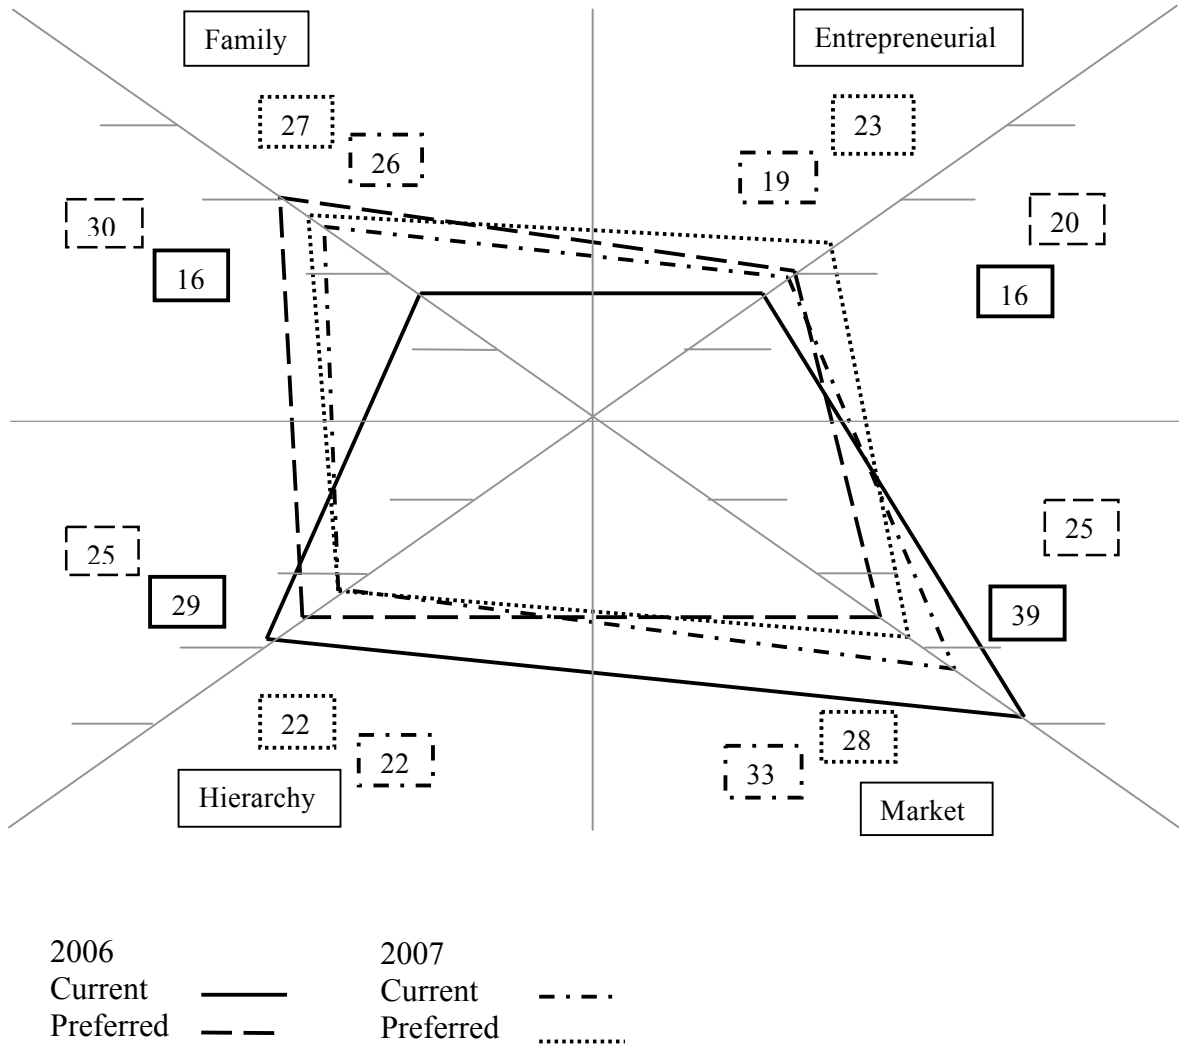 Family
Entrepreneurial
27
23
26
19
30
20
16
16
25
25
29
39
22
28
22
33
Hierarchy
Market
2006
2007
Current
Current
Preferred
Preferred